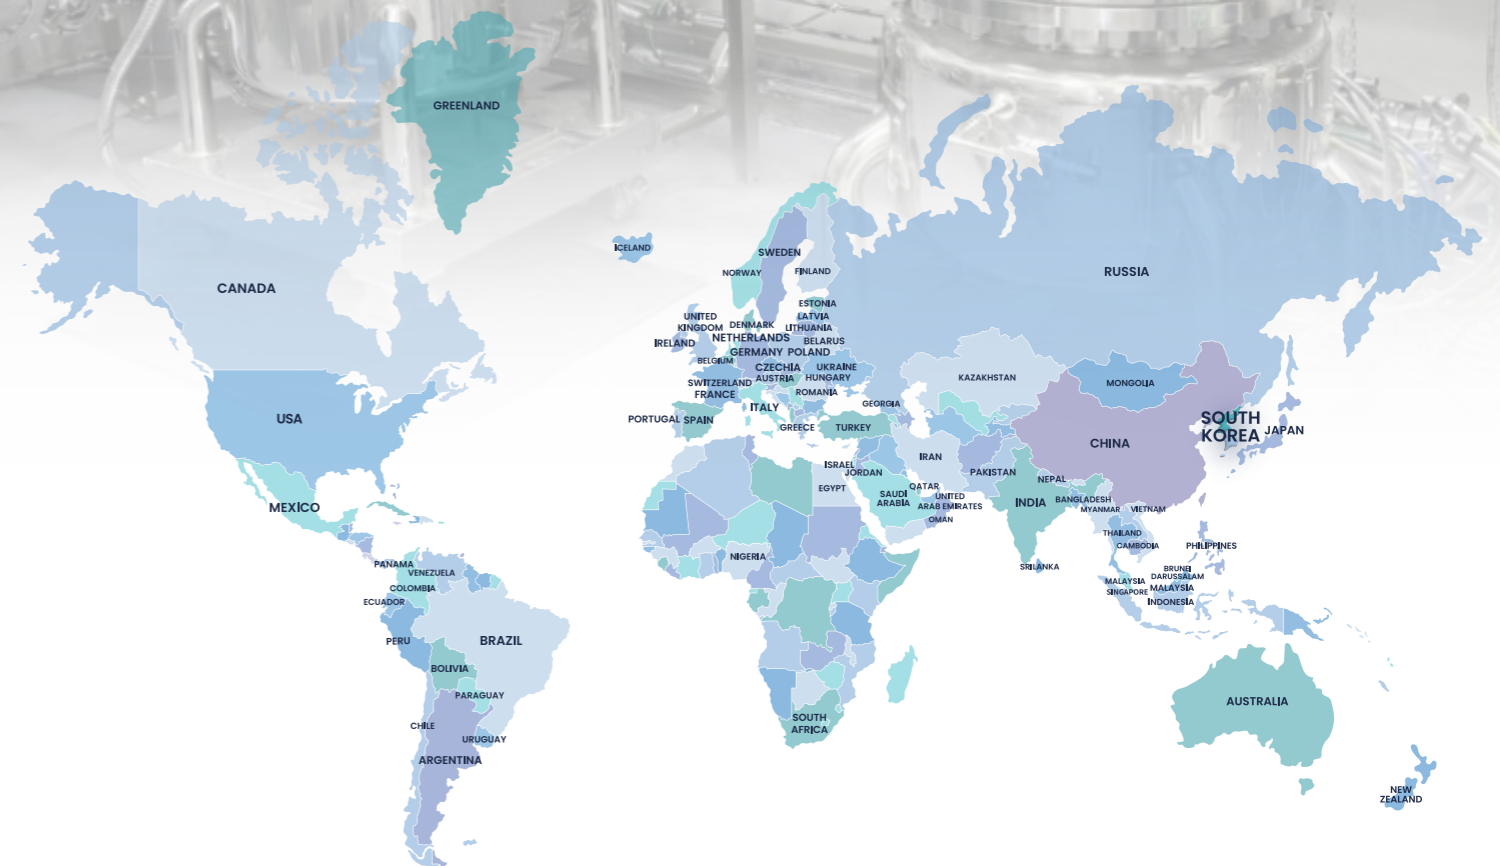 GREENLAND
ICELAND
SWEDEN
NORWAY
FINLAND
RUSSIA
CANADA
ESTONIA
UNITED
KINGDOM
DENMARK
LATVIA
LITHUANIA
IRELAND
NETHERLANDS
BELARUS
GERMANY
POLAND
BELGIUM
CZECHIA
UKRAINE
AUSTRIA
HUNGARY
SWITZERLAND
FRANCE
ROMANIA
KAZAKHSTAN
MONGOLIA
GEORGIA
ITALY
USA
PORTUGAL
SPAIN
GREECE
TURKEY
SOUTH
KOREA
JAPAN
CHINA
IRAN
ISRAEL
JORDAN
PAKISTAN
NEPAL
EGYPT
QATAR
SAUDI
ARABIA
UNITED
ARAB EMIRATES
OMAN
INDIA
BANGLADESH
MYANMAR
VIETNAM
MEXICO
THAILAND
CAMBODIA
PHILIPPINES
NIGERIA
PANAMA
VENEZUELA
COLOMBIA
ECUADOR
SRILANKA
BRUNEI
DARUSSALAM
MALAYSIA
MALAYSIA
SINGAPORE
INDONESIA
PERU
BRAZIL
BOLIVIA
PARAGUAY
CHILE
URUGUAY
ARGENTINA
SOUTH
AFRICA
AUSTRALIA
NEW
ZEALAND